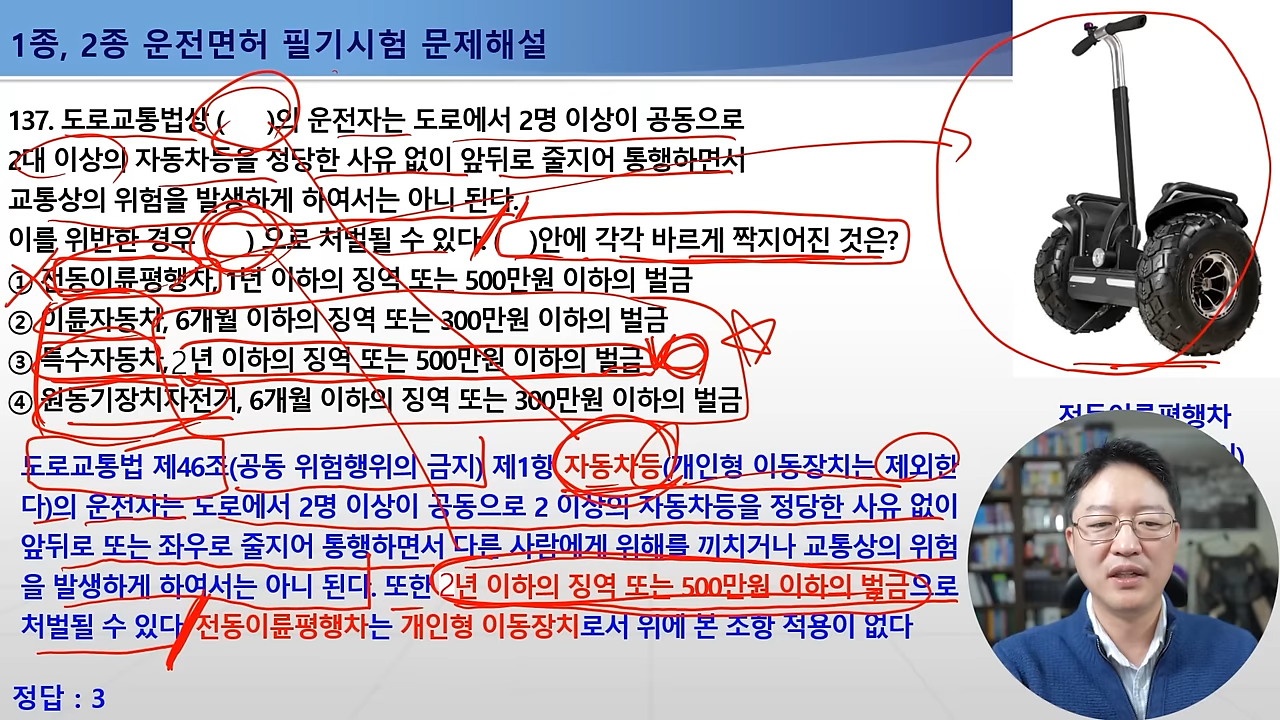 1종, 2종 운전면허 필기시험 문제해설
137. 도로교통법상 ( )의 운전자는 도로에서 2명 이상이 공동으로
2대 이상의 자동차등을 정당한 사유 없이 앞뒤로 줄지어 통행하면서
교통상의 위험을 발생하게 하여서는 아니 된다.
이를 위반한 경우 ( ) 으로 처벌될 수 있다. ( )안에 각각 바르게 짝지어진 것은?
① 전동이륜평행차, 1년 이하의 징역 또는 500만원 이하의 벌금
② 이륜자동차, 6개월 이하의 징역 또는 300만원 이하의 벌금
③ 특수자동차, 2년 이하의 징역 또는 500만원 이하의 벌금
④ 원동기장치자전거, 6개월 이하의 징역 또는 300만원 이하의 벌금
도로교통법 제46조(공동 위험행위의 금지) 제1항 자동차등(개인형 이동장치는 제외한
다)의 운전자는 도로에서 2명 이상이 공동으로 2 이상의 자동차등을 정당한 사유 없이
앞뒤로 또는 좌우로 줄지어 통행하면서 다른 사람에게 위해를 끼치거나 교통상의 위험
을 발생하게 하여서는 아니 된다. 또한 2년 이하의 징역 또는 500만원 이하의 벌금으로
처벌될 수 있다. 전동이륜평행차는 개인형 이동장치로서 위에 본 조항 적용이 없다
정답 : 3
전동이륜평행차